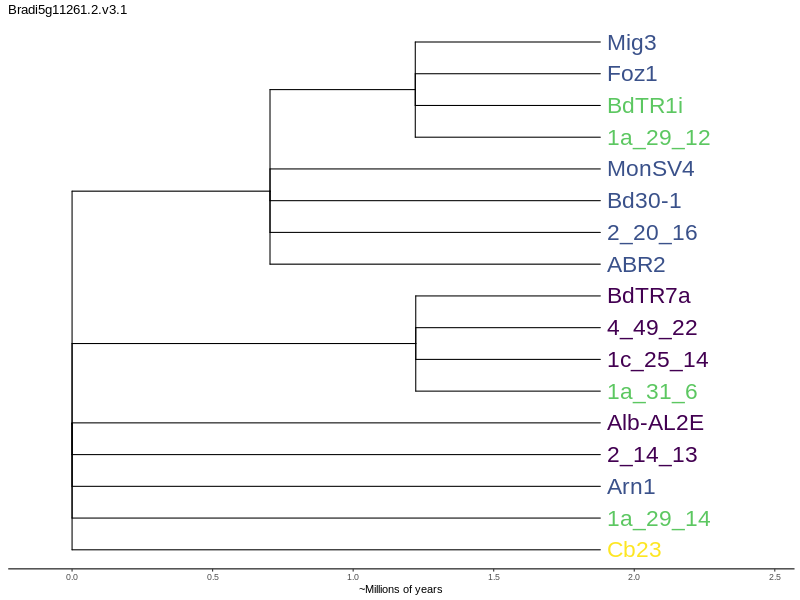 Bradi5g11261.2.v3.1
Mig3
Foz1
BdTR1i
1a_29_12
MonSV4
Bd30-1
2_20_16
ABR2
BdTR7a
4_49_22
1c_25_14
1a_31_6
Alb-AL2E
2_14_13
Arn1
1a_29_14
Cb23
0.0 0.5 1.0 1.5 2.0 2.5
~Millions of years